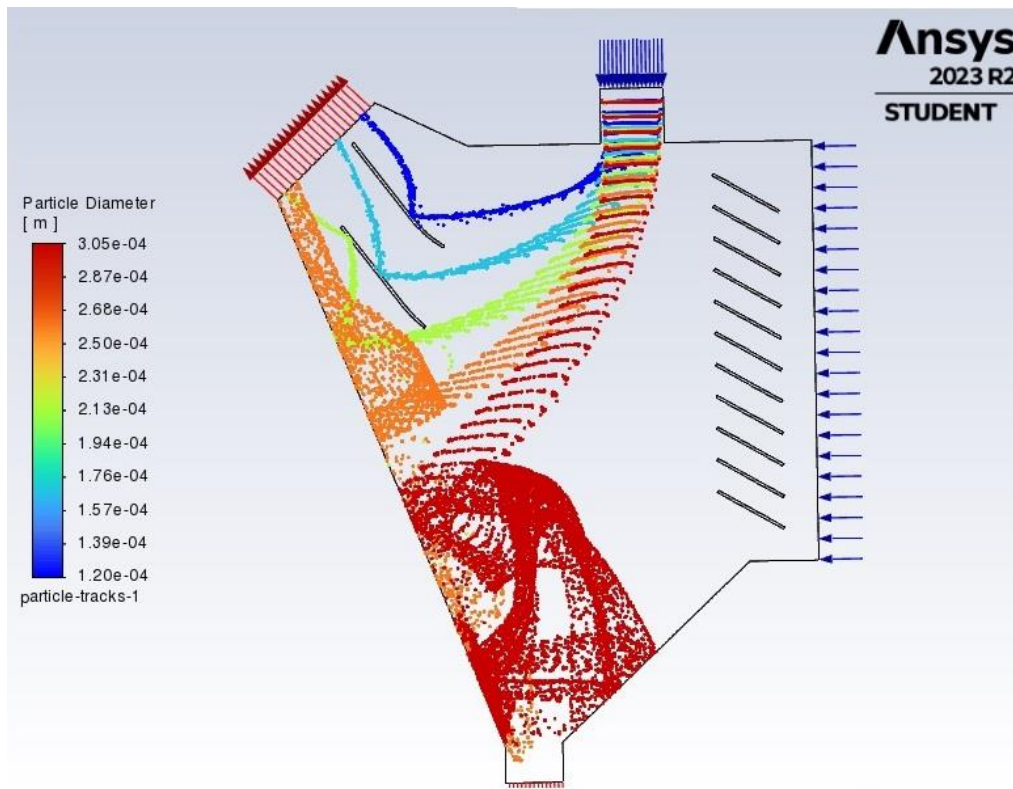 Ansys
2023 R2
STUDENT
Particle Diameter
[ m ]
3.05e-04
2.87e-04
2.68e-04
2.50e-04
2.31e-04
2.13e-04
1.94e-04
1.76e-04
1.57e-04
1.39e-04
1.20e-04
particle-tracks-1